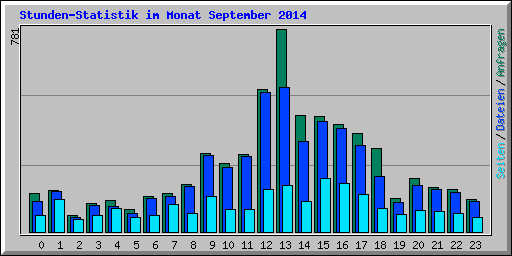 Stunden-Statistik im Monat September 2014
781
Seiten / Dateien / Anfragen
0 1 2 3 4 5 6 7 8 9 10 11 12 13 14 15 16 17 18 19 20 21 22 23